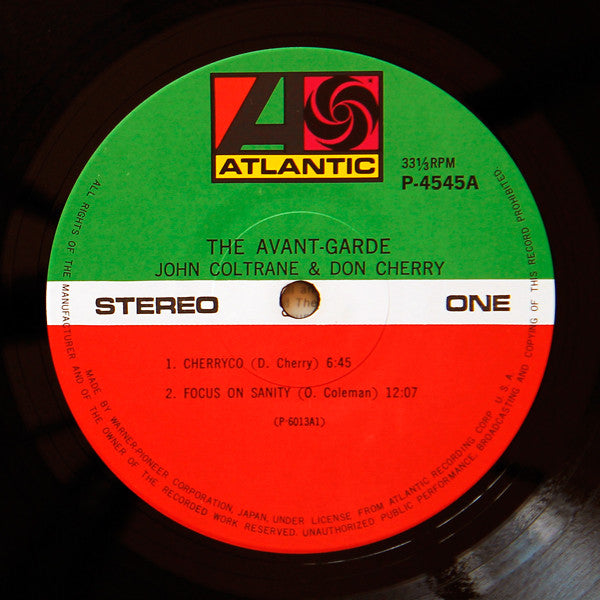 ATLANTIC
33⅓RPM
P-4545A
THE AVANT-GARDE
JOHN COLTRANE & DON CHERRY
STEREO
ONE
The
1. CHERRYCO (D. Cherry) 6:45
2. FOCUS ON SANITY (O. Coleman) 12:07
(P 6013A1)
ALL RIGHTS OF THE MANUFACTURER AND OF THE OWNER OF THE RECORDED WORK RESERVED. UNAUTHORIZED PUBLIC PERFORMANCE, BROADCASTING AND COPYING OF THIS RECORD PROHIBITED.
MADE BY WARNER-PIONEER CORPORATION, JAPAN, UNDER LICENSE FROM ATLANTIC RECORDING CORP. U.S.A.